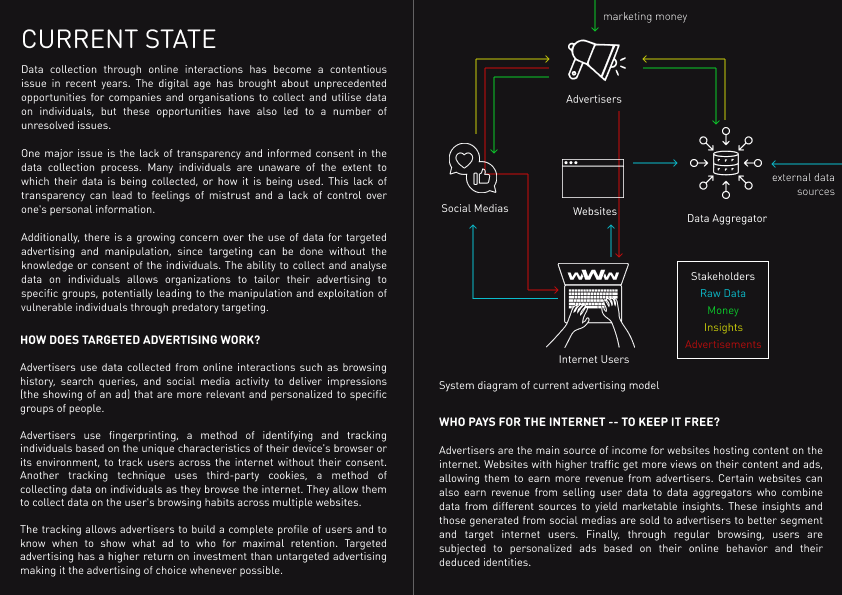 CURRENT STATE
Data collection through online interactions has become a contentious
issue in recent years. The digital age has brought about unprecedented
opportunities for companies and organisations to collect and utilise data
on individuals, but these opportunities have also led to a number of
unresolved issues.
One major issue is the lack of transparency and informed consent in the
data collection process. Many individuals are unaware of the extent to
which their data is being collected, or how it is being used. This lack of
transparency can lead to feelings of mistrust and a lack of control over
one's personal information.
Additionally, there is a growing concern over the use of data for targeted
advertising and manipulation, since targeting can be done without the
knowledge or consent of the individuals. The ability to collect and analyse
data on individuals allows organizations to tailor their advertising to
specific groups, potentially leading to the manipulation and exploitation of
vulnerable individuals through predatory targeting.
HOW DOES TARGETED ADVERTISING WORK?
Advertisers use data collected from online interactions such as browsing
history, search queries, and social media activity to deliver impressions
(the showing of an ad) that are more relevant and personalized to specific
groups of people.
Advertisers use fingerprinting, a method of identifying and tracking
individuals based on the unique characteristics of their device's browser or
its environment, to track users across the internet without their consent.
Another tracking technique uses third-party cookies, a method of
collecting data on individuals as they browse the internet. They allow them
to collect data on the user's browsing habits across multiple websites.
The tracking allows advertisers to build a complete profile of users and to
know when to show what ad to who for maximal retention. Targeted
advertising has a higher return on investment than untargeted advertising
making it the advertising of choice whenever possible.
marketing money
Advertisers
Social Medias
Websites
Data Aggregator
external data
sources
www
Internet Users
Stakeholders
Raw Data
Money
Insights
Advertisements
System diagram of current advertising model
WHO PAYS FOR THE INTERNET -- TO KEEP IT FREE?
Advertisers are the main source of income for websites hosting content on the
internet. Websites with higher traffic get more views on their content and ads,
allowing them to earn more revenue from advertisers. Certain websites can
also earn revenue from selling user data to data aggregators who combine
data from different sources to yield marketable insights. These insights and
those generated from social medias are sold to advertisers to better segment
and target internet users. Finally, through regular browsing, users are
subjected to personalized ads based on their online behavior and their
deduced identities.